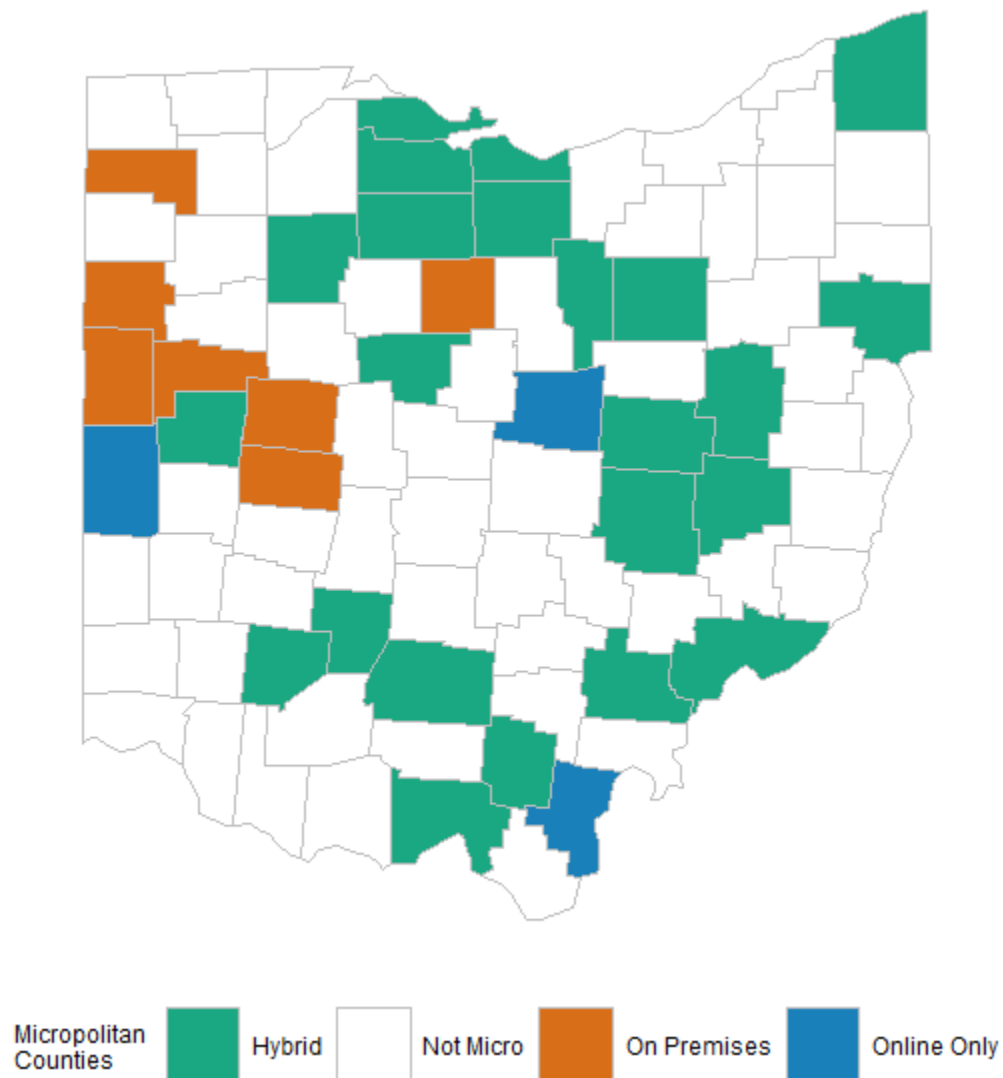 Micropolitan
Counties
Hybrid
Not Micro
On Premises
Online Only